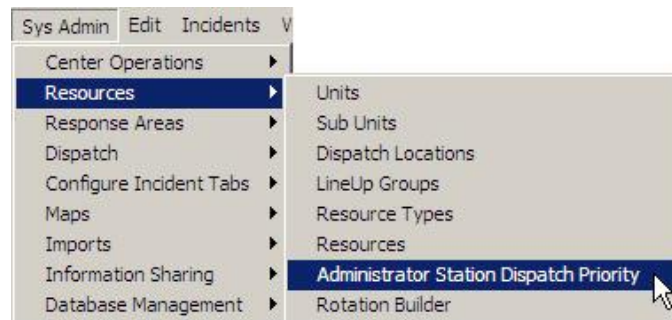 Sys Admin Edit Incidents
Center Operations
Resources
Response Areas
Dispatch
Configure Incident Tabs
Maps
Imports
Information Sharing
Database Management
Units
Sub Units
Dispatch Locations
LineUp Groups
Resource Types
Resources
Administrator Station Dispatch Priority
Rotation Builder